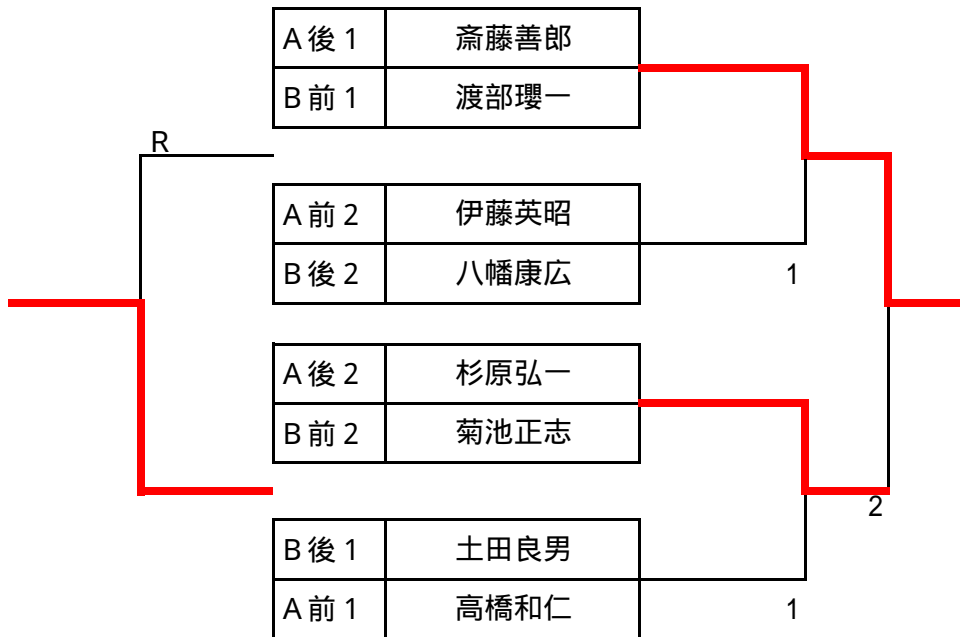 A後1 斎藤善郎
B前1 渡部瓔一
R
A前2 伊藤英昭
B後2 八幡康広 1
A後2 杉原弘一
B前2 菊池正志
2
B後1 土田良男
A前1 高橋和仁 1